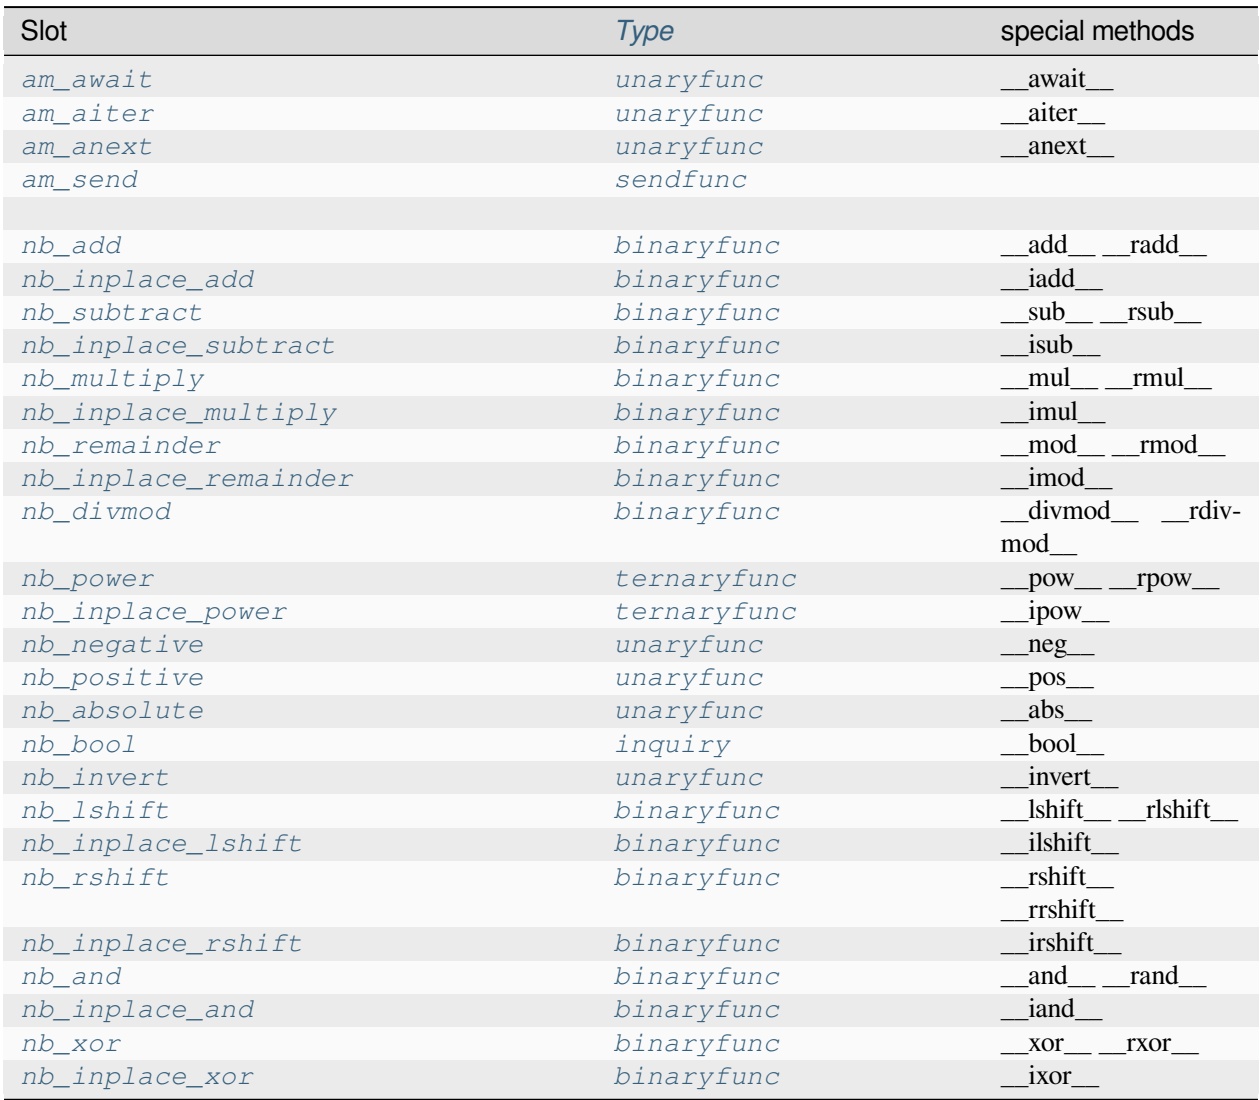 Slot Type special methods
am_await unaryfunc __await__
am_aiter unaryfunc __aiter__
am_anext unaryfunc __anext__
am_send sendfunc
nb_add binaryfunc __add__ __radd__
nb_inplace_add binaryfunc __iadd__
nb_subtract binaryfunc __sub__ __rsub__
nb_inplace_subtract binaryfunc __isub__
nb_multiply binaryfunc __mul__ __rmul__
nb_inplace_multiply binaryfunc __imul__
nb_remainder binaryfunc __mod__ __rmod__
nb_inplace_remainder binaryfunc __imod__
nb_divmod binaryfunc __divmod__ __rdiv-
mod__
nb_power ternaryfunc __pow__ __rpow__
nb_inplace_power ternaryfunc __ipow__
nb_negative unaryfunc __neg__
nb_positive unaryfunc __pos__
nb_absolute unaryfunc __abs__
nb_bool inquiry __bool__
nb_invert unaryfunc __invert__
nb_lshift binaryfunc __lshift__ __rlshift__
nb_inplace_lshift binaryfunc __ilshift__
nb_rshift binaryfunc __rshift__
__rrshift__
nb_inplace_rshift binaryfunc __irshift__
nb_and binaryfunc __and__ __rand__
nb_inplace_and binaryfunc __iand__
nb_xor binaryfunc __xor__ __rxor__
nb_inplace_xor binaryfunc __ixor__